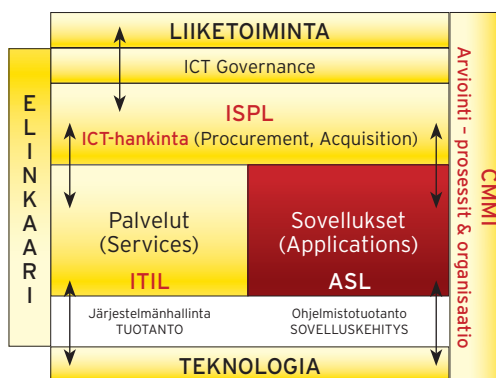 LIIKETOIMINTA
ICT Governance
ELINKAARI
ISPL
ICT-hankinta (Procurement, Acquisition)
Palvelut
(Services)
ITIL
Sovellukset
(Applications)
ASL
Järjestelmänhallinta
TUOTANTO
Ohjelmistotuotanto
SOVELLUSKEHITYS
TEKNOLOGIA
Arviointi – prosessit & organisaatio
CMMI